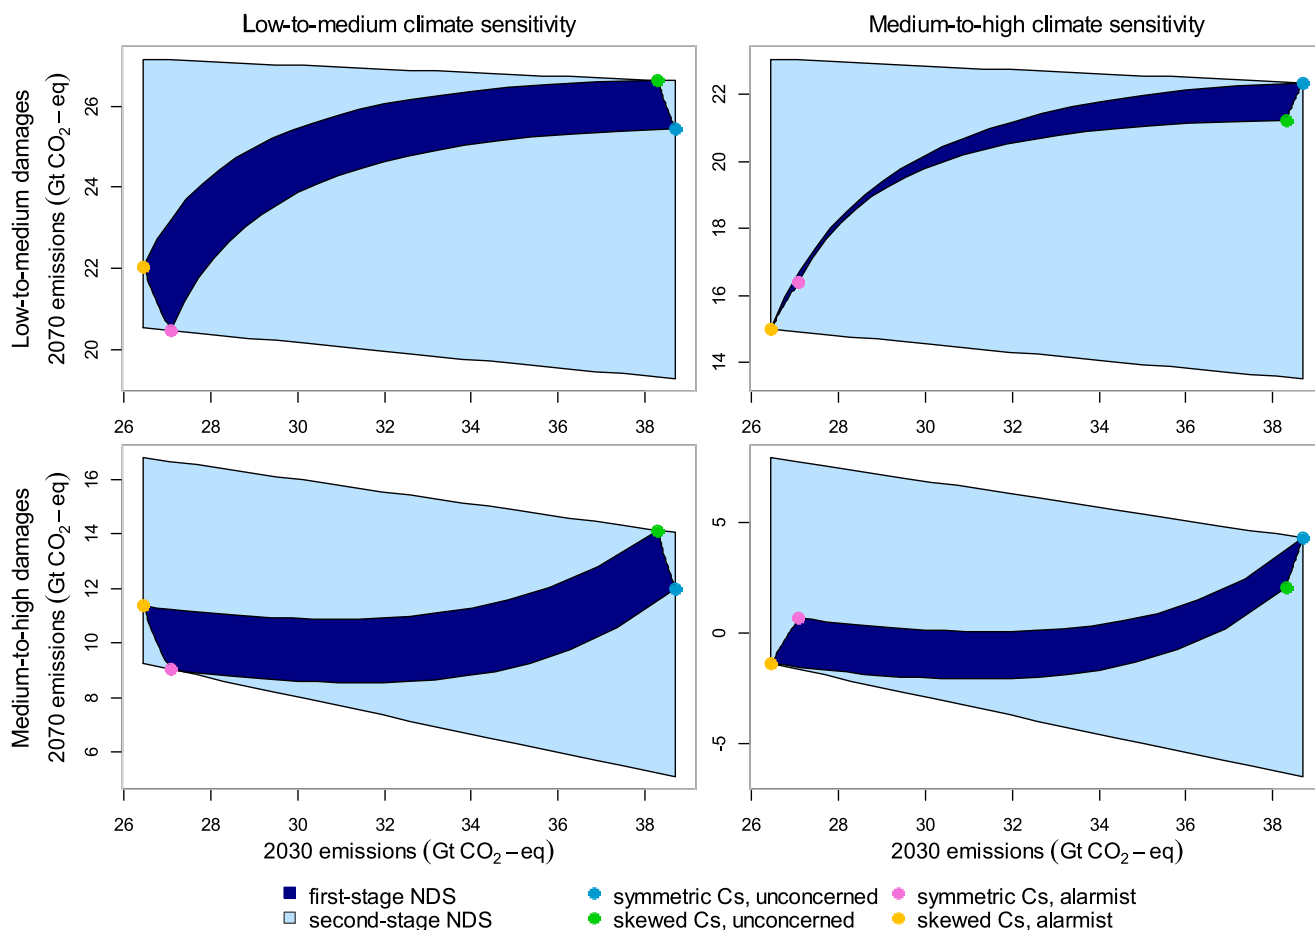 Low-to-medium climate sensitivity
Medium-to-high climate sensitivity
Low-to-medium damages
2070 emissions (Gt CO₂−eq)
20 22 24 26
26 28 30 32 34 36 38
14 16 18 20 22
26 28 30 32 34 36 38
Medium-to-high damages
2070 emissions (Gt CO₂−eq)
6 8 10 12 14 16
26 28 30 32 34 36 38
2030 emissions (Gt CO₂−eq)
-5 0 5
26 28 30 32 34 36 38
2030 emissions (Gt CO₂−eq)
first-stage NDS
symmetric Cs, unconcerned
symmetric Cs, alarmist
second-stage NDS
skewed Cs, unconcerned
skewed Cs, alarmist